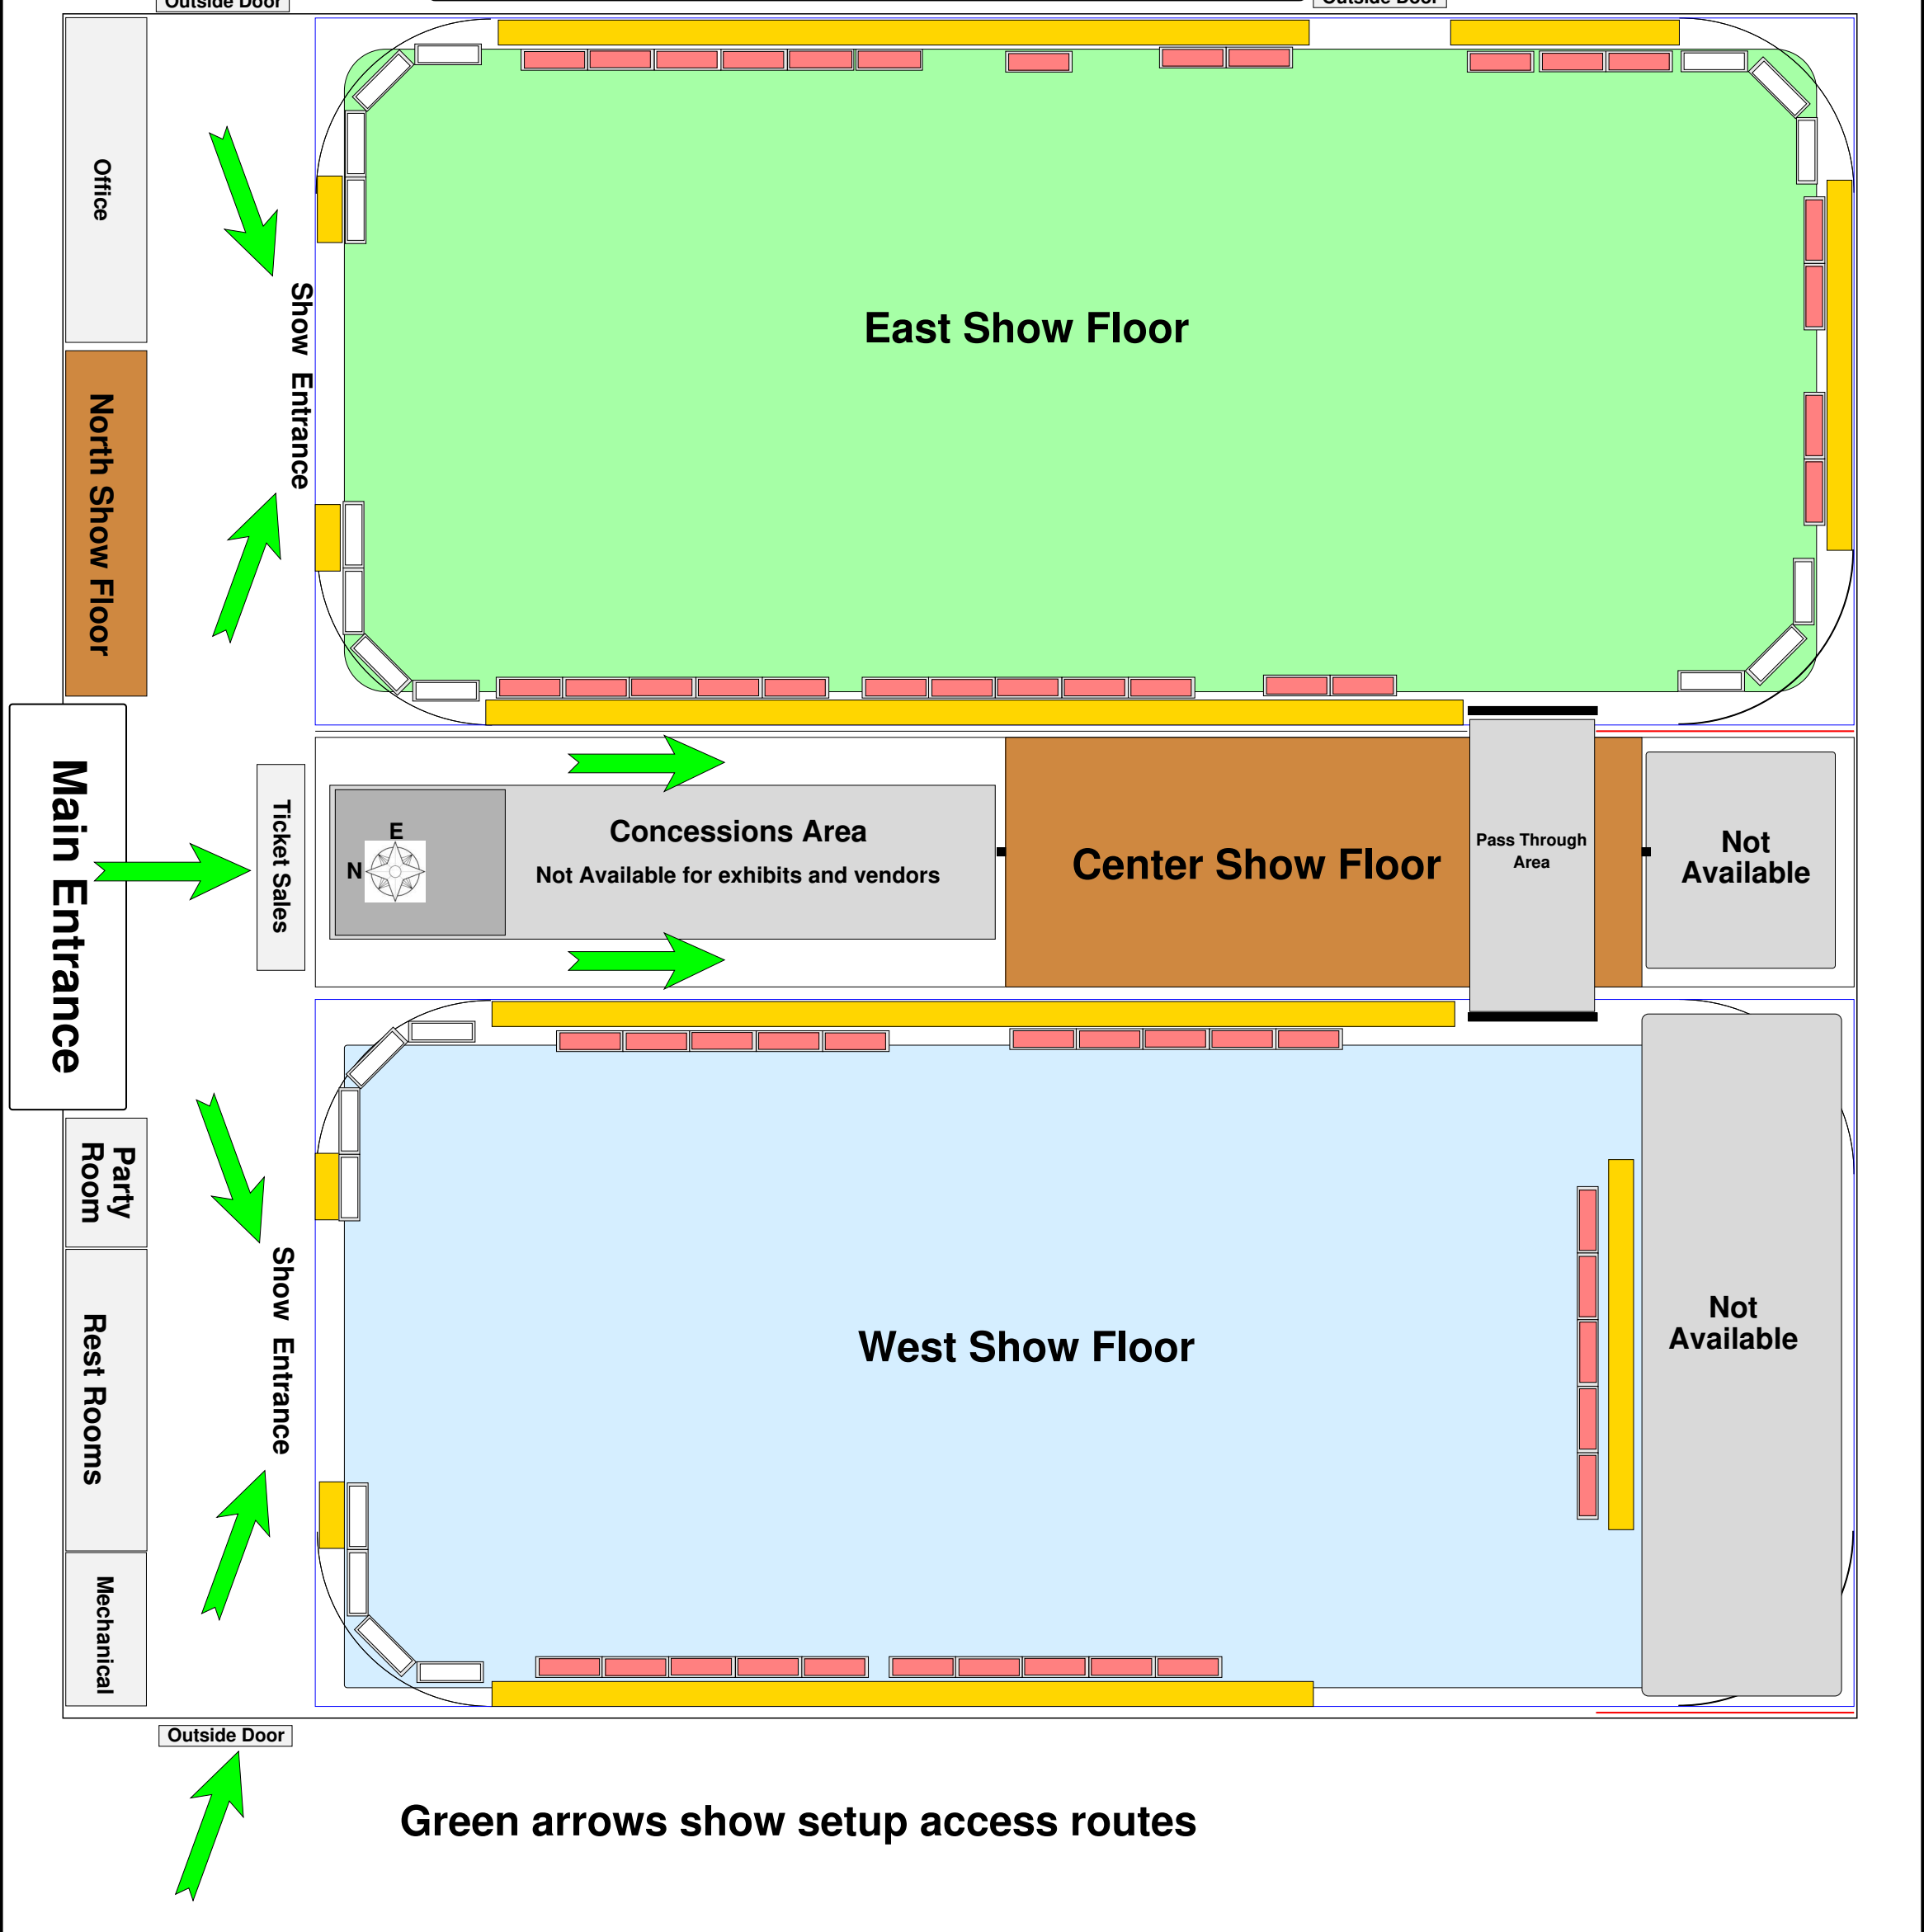 Outside Door
Outside Door
Office
North Show Floor
Show Entrance
East Show Floor
Main Entrance
Ticket Sales
E
N
Concessions Area
Not Available for exhibits and vendors
Center Show Floor
Pass Through
Area
Not
Available
Party
Room
Rest Rooms
Mechanical
Show Entrance
West Show Floor
Not
Available
Outside Door
Green arrows show setup access routes